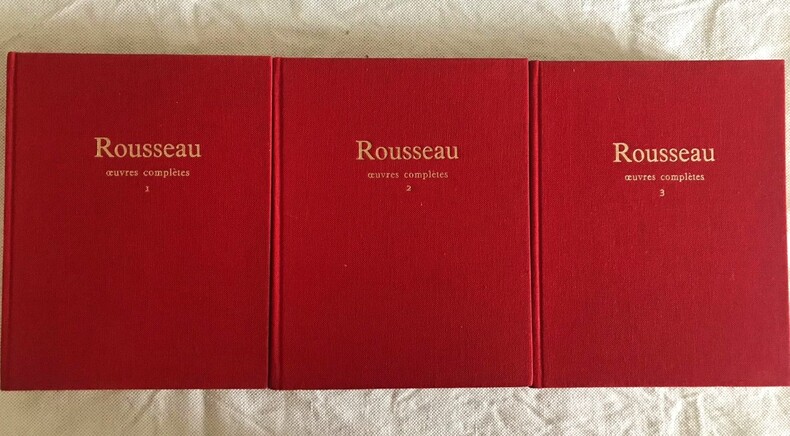 Rousseau
œuvres complètes
1
Rousseau
œuvres complètes
2
Rousseau
œuvres complètes
3